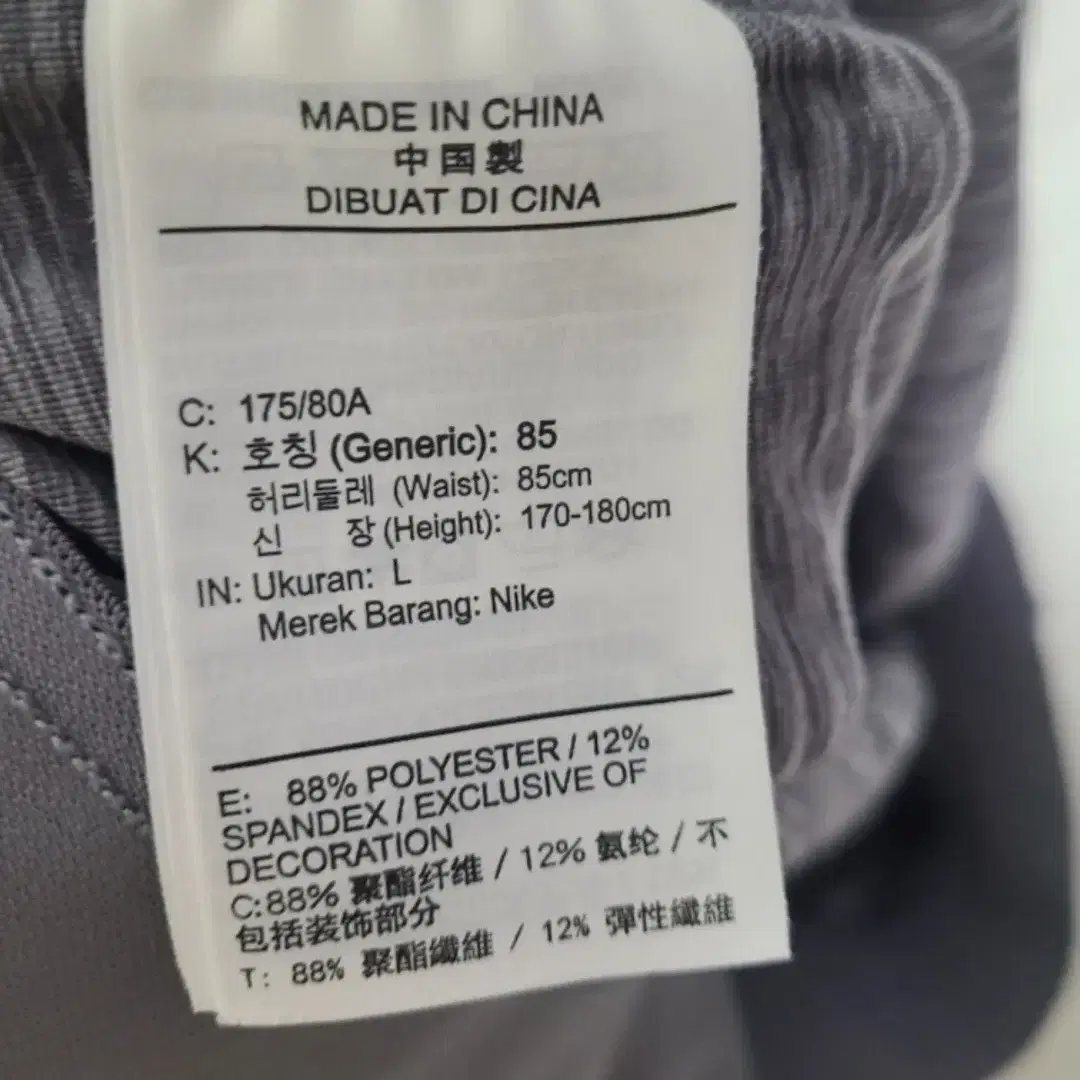 MADE IN CHINA
中国製
DIBUAT DI CINA
C: 175/80A
K: 호칭 (Generic): 85
허리둘레 (Waist): 85cm
신 장 (Height): 170-180cm
IN: Ukuran: L
Merek Barang: Nike
E: 88% POLYESTER / 12%
SPANDEX / EXCLUSIVE OF
DECORATION
C:88% 聚酯纤维 / 12% 氨纶 / 不
包括装饰部分
T: 88% 聚酯纖維 / 12% 彈性纖維